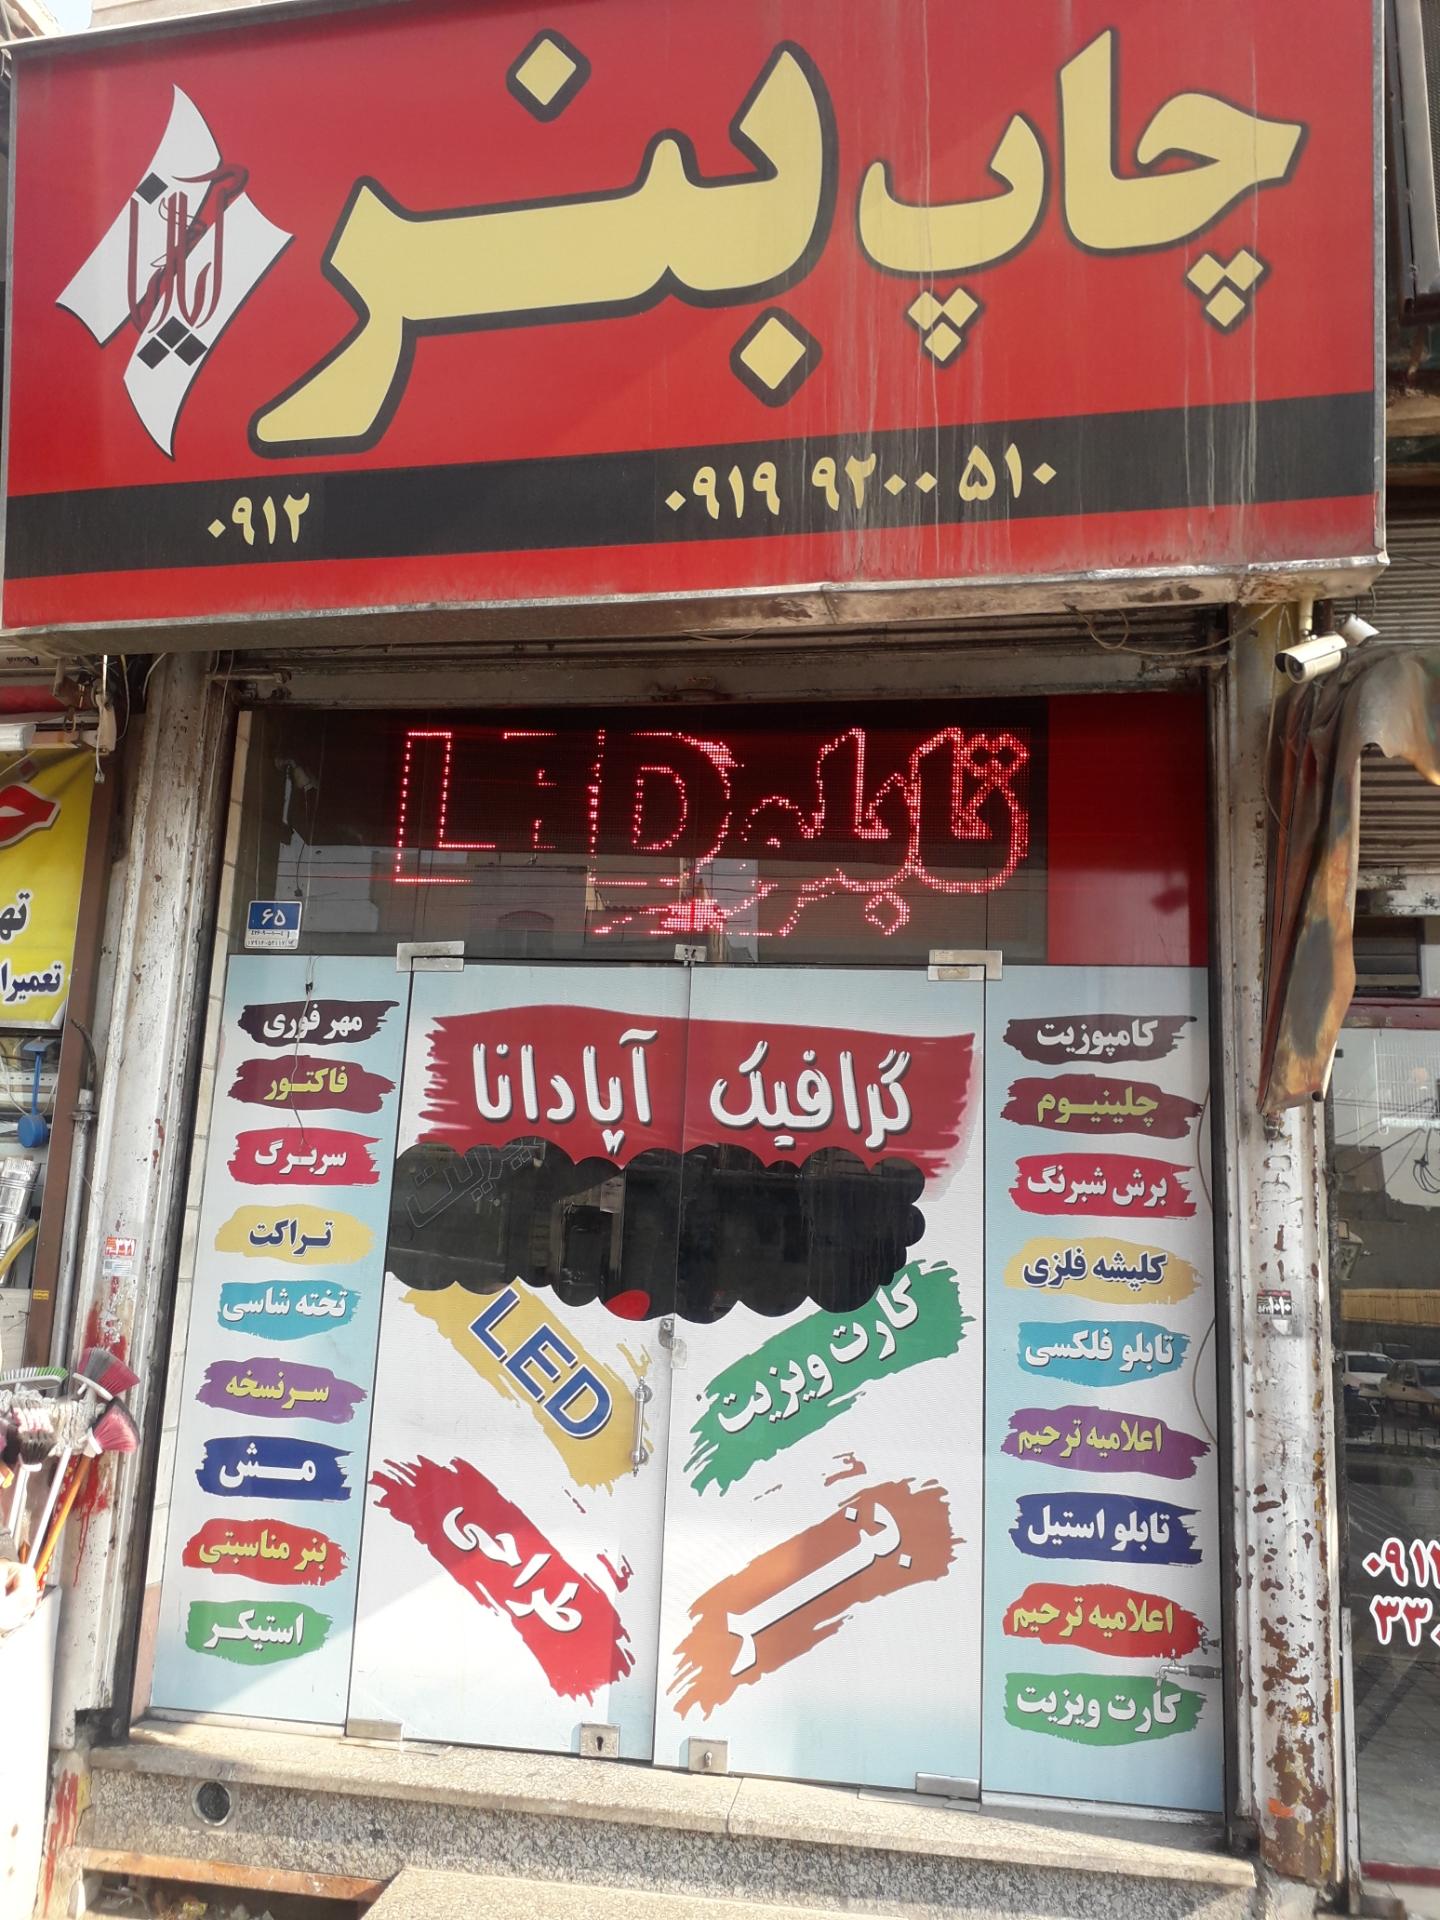 چاپ بنر
آپادانا
۰۹۱۹ ۹۲۰۰ ۵۱۰
۰۹۱۲
تابلو LED
۶۵
گرافیک آپادانا
کارت ویزیت
LED
بنر
طراحی
کامپوزیت
چلینیوم
برش شبرنگ
کلیشه فلزی
تابلو فلکسی
اعلامیه ترحیم
تابلو استیل
اعلامیه ترحیم
کارت ویزیت
مهر فوری
فاکتور
سربرگ
تراکت
تخته شاسی
سرنسخه
مش
بنر مناسبتی
استیکر